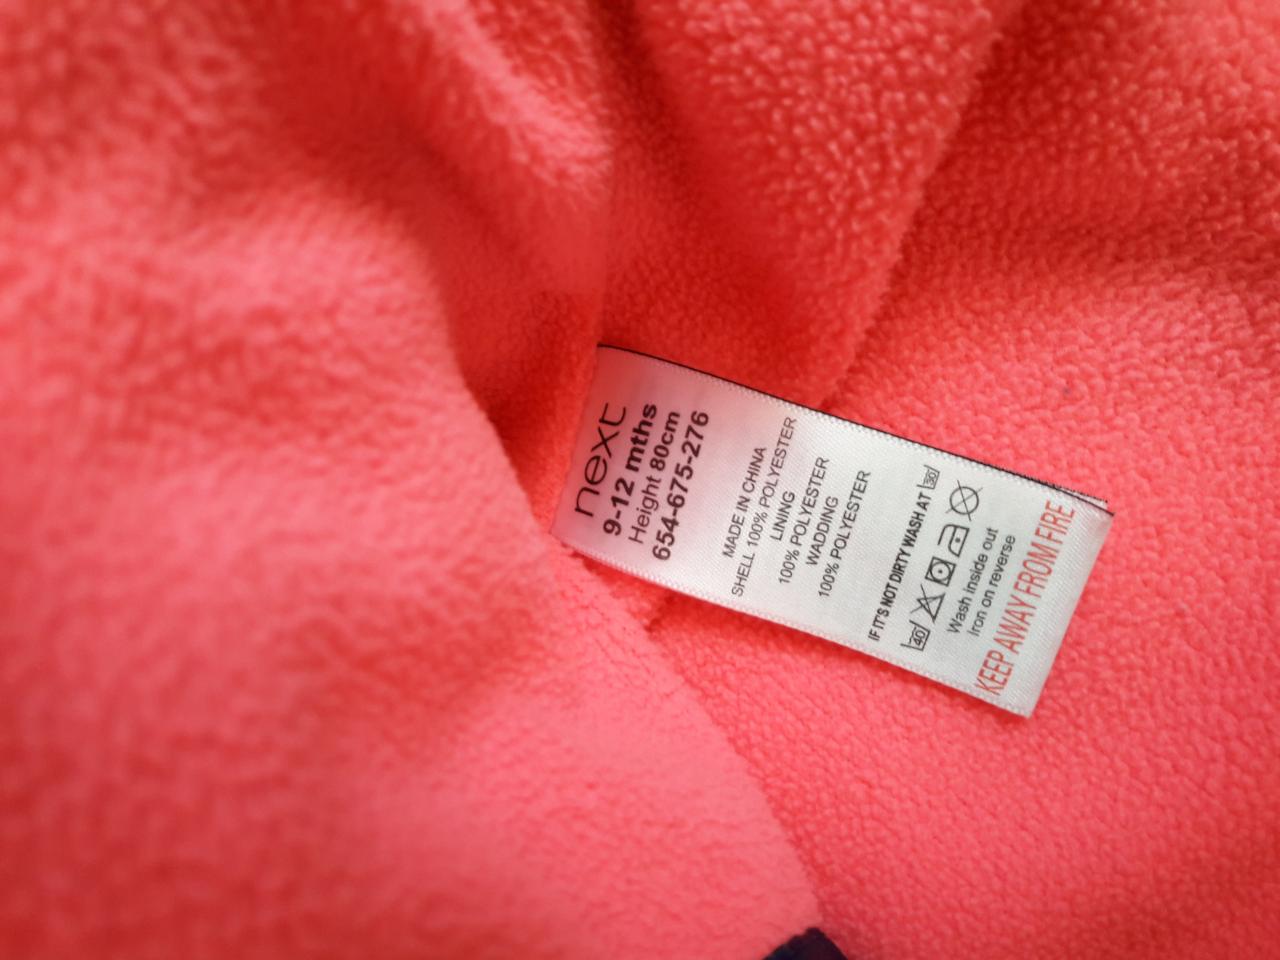 next
9-12 mths
Height 80cm
654-675-276
MADE IN CHINA
SHELL 100% POLYESTER
LINING
100% POLYESTER
WADDING
100% POLYESTER
IF IT'S NOT DIRTY WASH AT 30
40
Wash inside out
Iron on reverse
KEEP AWAY FROM FIRE